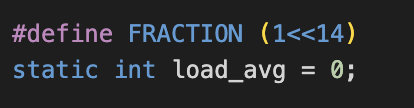 #define FRACTION (1<<14)
static int load_avg = 0;